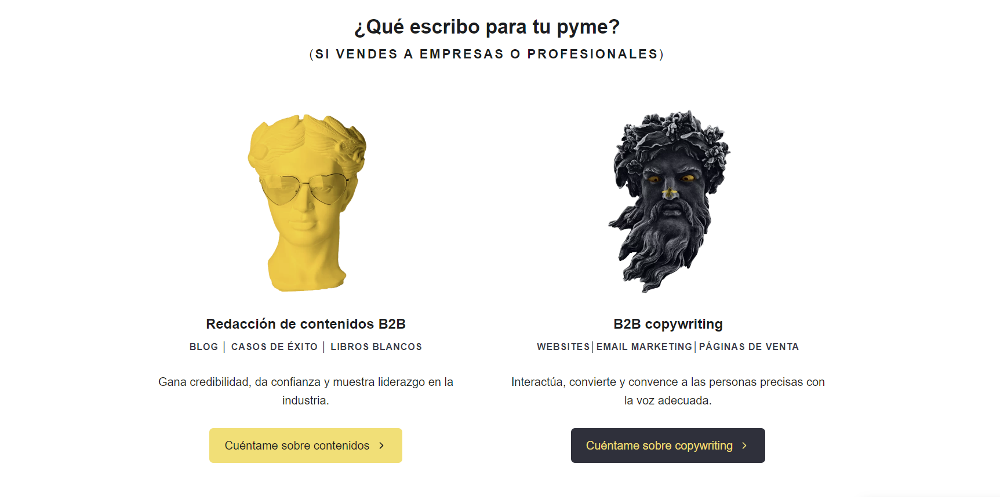 ¿Qué escribo para tu pyme?
(SI VENDES A EMPRESAS O PROFESIONALES)
Redacción de contenidos B2B
BLOG | CASOS DE ÉXITO | LIBROS BLANCOS
Gana credibilidad, da confianza y muestra liderazgo en la
industria.
Cuéntame sobre contenidos >
B2B copywriting
WEBSITES|EMAIL MARKETING|PÁGINAS DE VENTA
Interactúa, convierte y convence a las personas precisas con
la voz adecuada.
Cuéntame sobre copywriting >